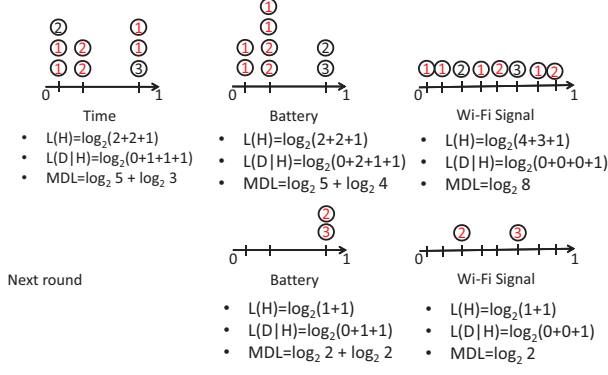 1
2 1 1
1 2 1 1 2
1 2 3 1 2 3 1 1 2 1 2 3 1 2
0 1 0 1 0 1
Time Battery Wi-Fi Signal
• L(H)=log₂(2+2+1) • L(H)=log₂(2+2+1) • L(H)=log₂(4+3+1)
• L(D|H)=log₂(0+1+1+1) • L(D|H)=log₂(0+2+1+1) • L(D|H)=log₂(0+0+0+1)
• MDL=log₂ 5 + log₂ 3 • MDL=log₂ 5 + log₂ 4 • MDL=log₂ 8
2
3 2 3
0 1 0 1
Next round Battery Wi-Fi Signal
• L(H)=log₂(1+1) • L(H)=log₂(1+1)
• L(D|H)=log₂(0+1+1) • L(D|H)=log₂(0+0+1)
• MDL=log₂ 2 + log₂ 2 • MDL=log₂ 2